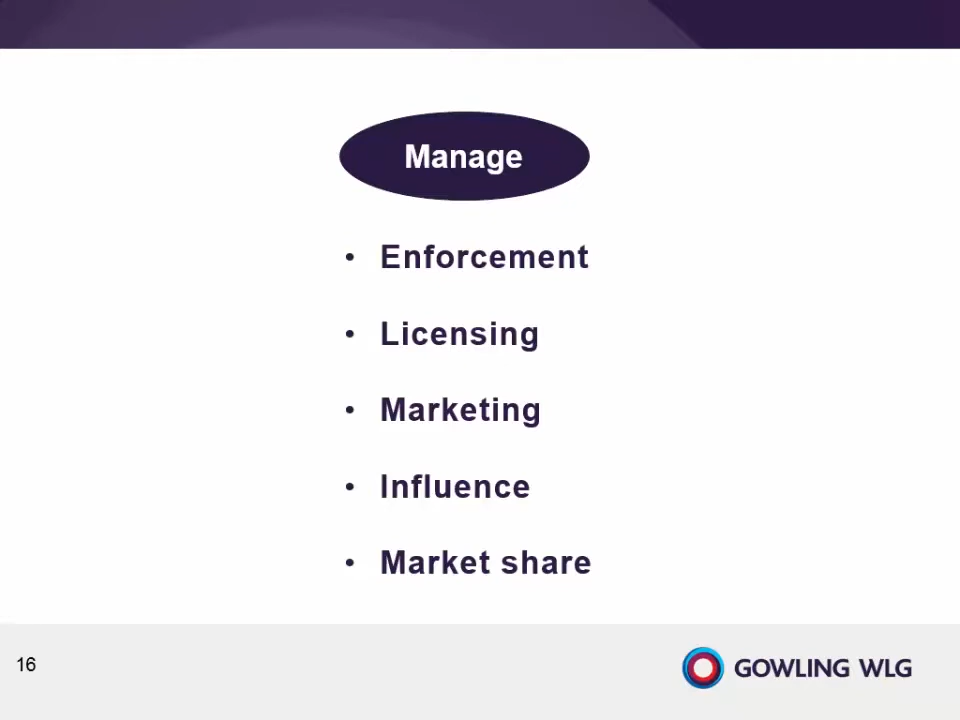 Manage
• Enforcement
• Licensing
• Marketing
• Influence
• Market share
16
GOWLING WLG